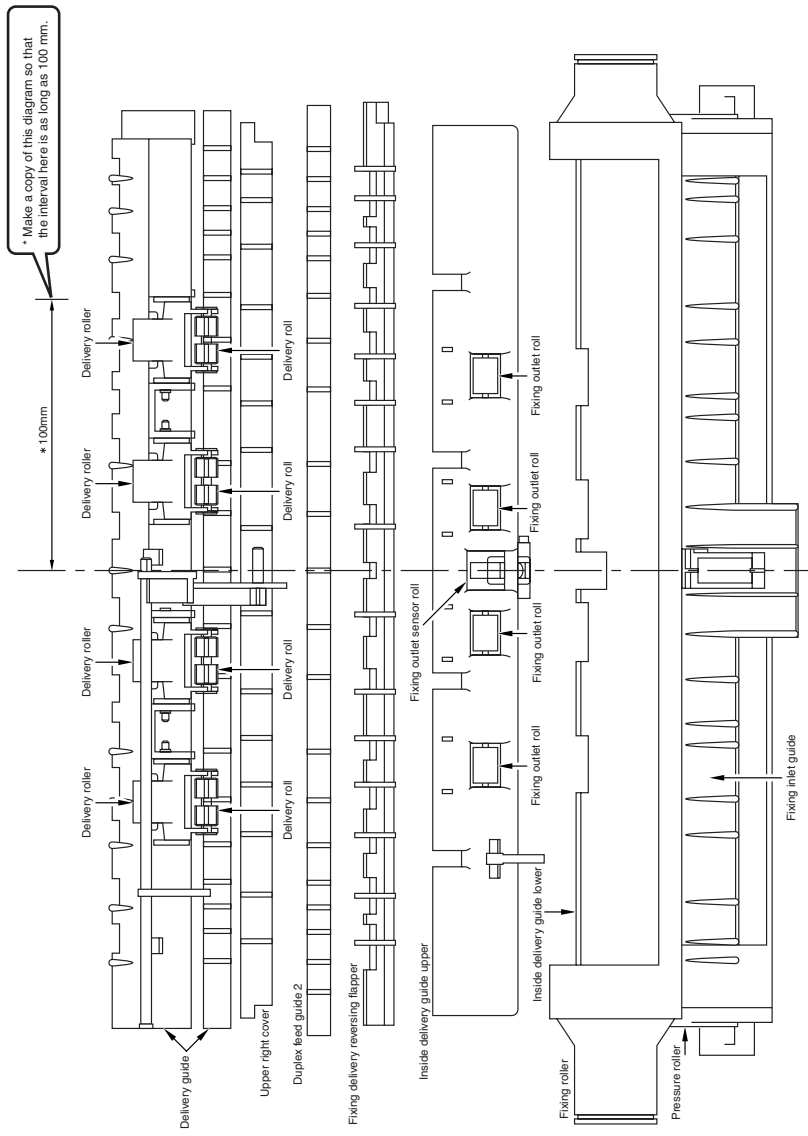 * Make a copy of this diagram so that
the interval here is as long as 100 mm.
* 100mm
Delivery roller
Delivery roller
Delivery roller
Delivery roller
Delivery roll
Delivery roll
Delivery roll
Delivery roll
Delivery guide
Upper right cover
Duplex feed guide 2
Fixing delivery reversing flapper
Inside delivery guide upper
Fixing outlet sensor roll
Fixing outlet roll
Fixing outlet roll
Fixing outlet roll
Fixing outlet roll
Inside delivery guide lower
Fixing roller
Pressure roller
Fixing inlet guide